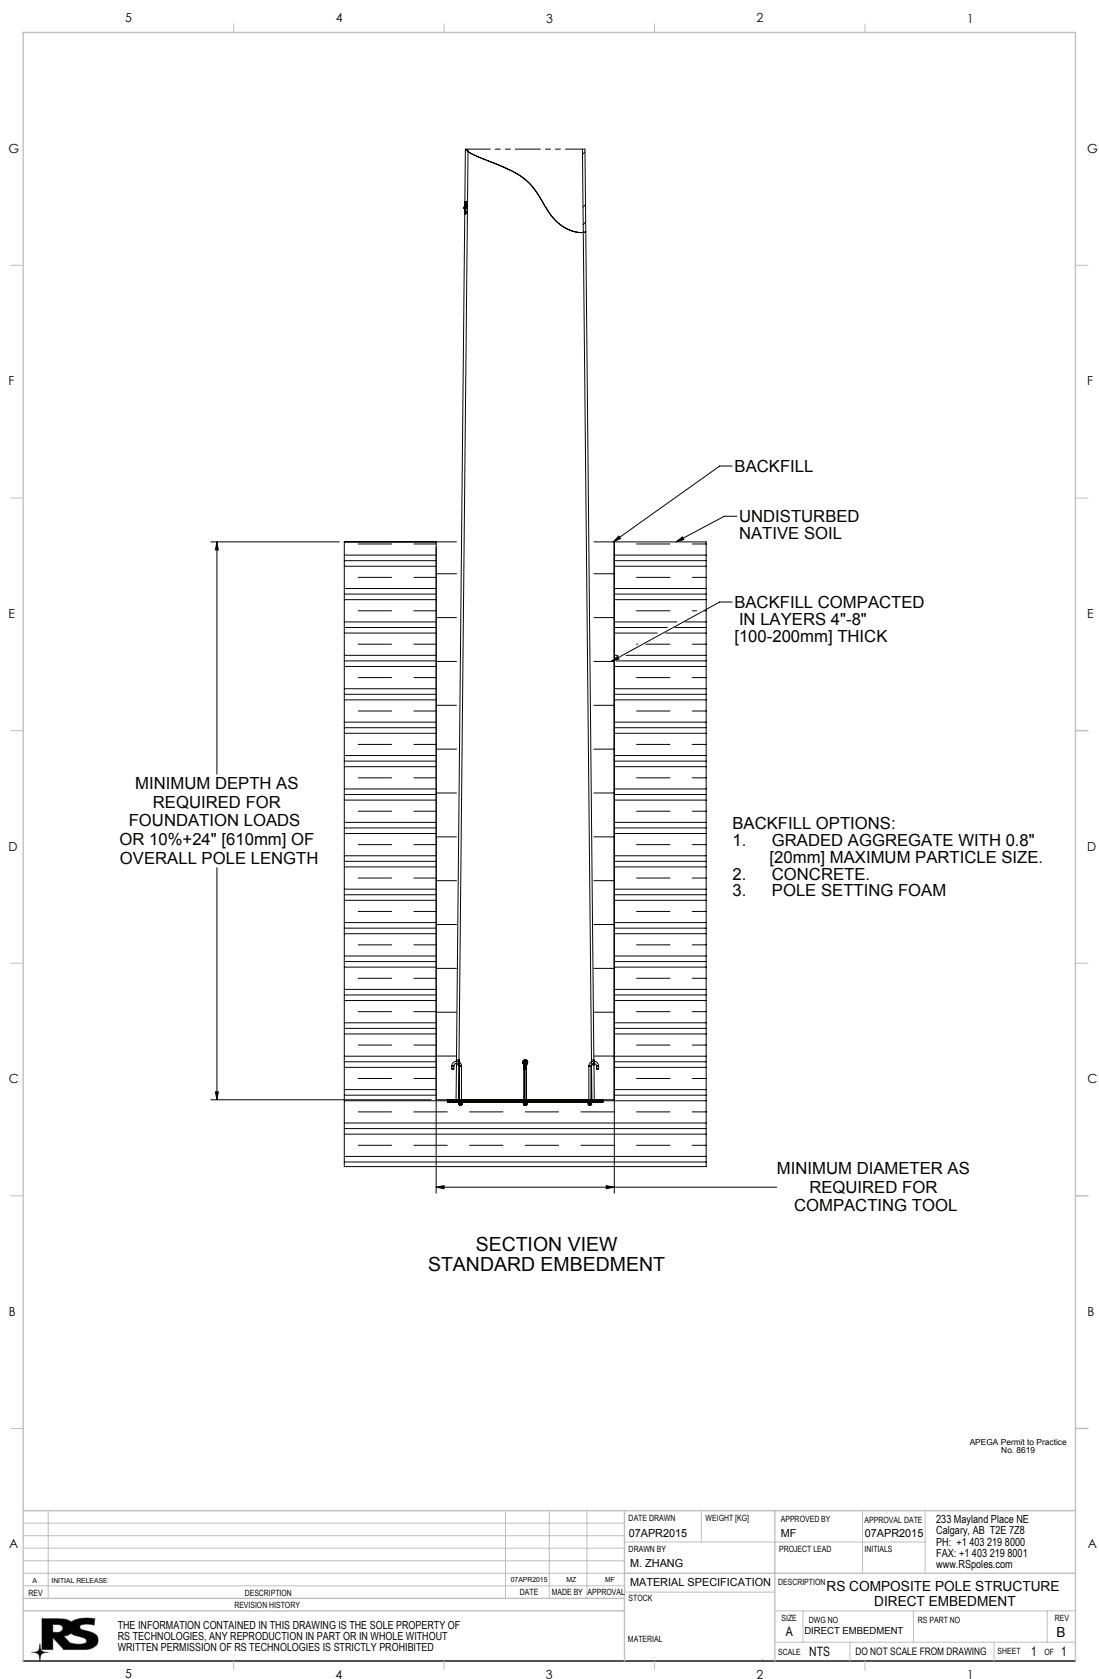 5 4 3 2 1
G G
F F
E E
D D
C C
B B
A A
BACKFILL
UNDISTURBED
NATIVE SOIL
BACKFILL COMPACTED
IN LAYERS 4"-8"
[100-200mm] THICK
MINIMUM DEPTH AS
REQUIRED FOR
FOUNDATION LOADS
OR 10%+24" [610mm] OF
OVERALL POLE LENGTH
BACKFILL OPTIONS:
1. GRADED AGGREGATE WITH 0.8"
[20mm] MAXIMUM PARTICLE SIZE.
2. CONCRETE.
3. POLE SETTING FOAM
MINIMUM DIAMETER AS
REQUIRED FOR
COMPACTING TOOL
SECTION VIEW
STANDARD EMBEDMENT
APEGA Permit to Practice
No. 8619
A INITIAL RELEASE 07APR2015 MZ MF
REV DESCRIPTION DATE MADE BY APPROVAL
REVISION HISTORY
RS
THE INFORMATION CONTAINED IN THIS DRAWING IS THE SOLE PROPERTY OF
RS TECHNOLOGIES, ANY REPRODUCTION IN PART OR IN WHOLE WITHOUT
WRITTEN PERMISSION OF RS TECHNOLOGIES IS STRICTLY PROHIBITED
DATE DRAWN WEIGHT [KG] APPROVED BY APPROVAL DATE
07APR2015 MF 07APR2015
DRAWN BY PROJECT LEAD INITIALS
M. ZHANG
233 Mayland Place NE
Calgary, AB T2E 7Z8
PH: +1 403 219 8000
FAX: +1 403 219 8001
www.RSpoles.com
MATERIAL SPECIFICATION
STOCK
MATERIAL
DESCRIPTION RS COMPOSITE POLE STRUCTURE
DIRECT EMBEDMENT
SIZE DWG NO RS PART NO REV
A DIRECT EMBEDMENT B
SCALE NTS DO NOT SCALE FROM DRAWING SHEET 1 OF 1
5 4 3 2 1